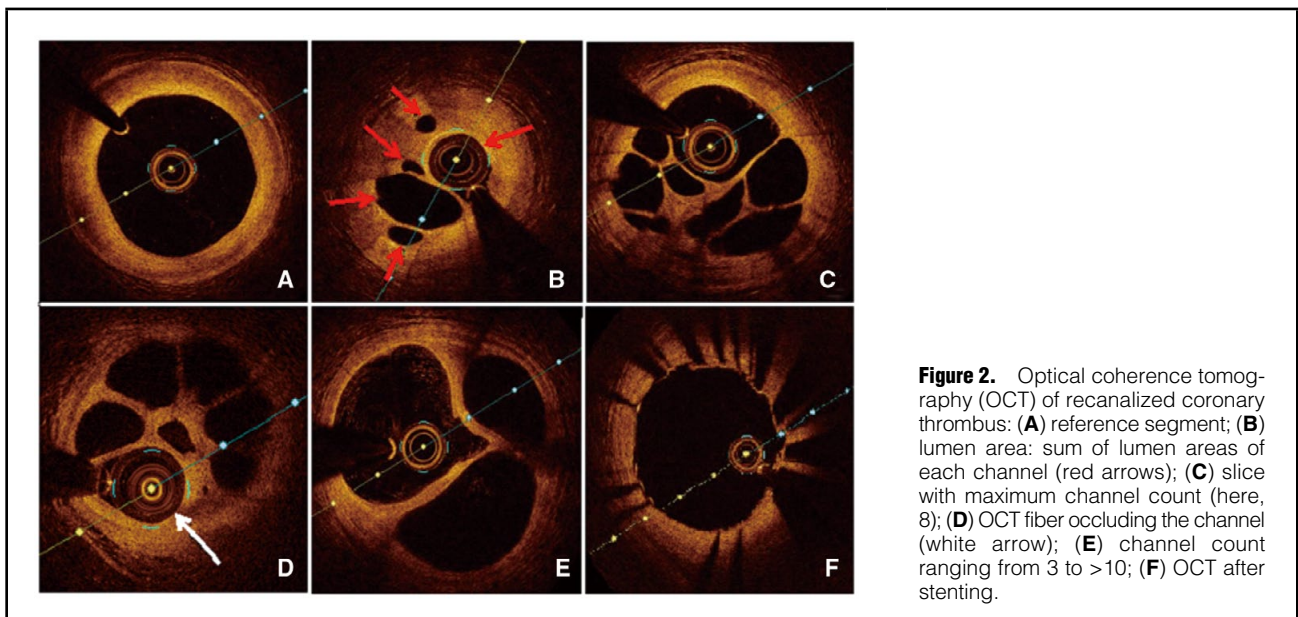 A
B
C
D
E
F
Figure 2. Optical coherence tomog-
raphy (OCT) of recanalized coronary
thrombus: (A) reference segment; (B)
lumen area: sum of lumen areas of
each channel (red arrows); (C) slice
with maximum channel count (here,
8); (D) OCT fiber occluding the channel
(white arrow); (E) channel count
ranging from 3 to >10; (F) OCT after
stenting.